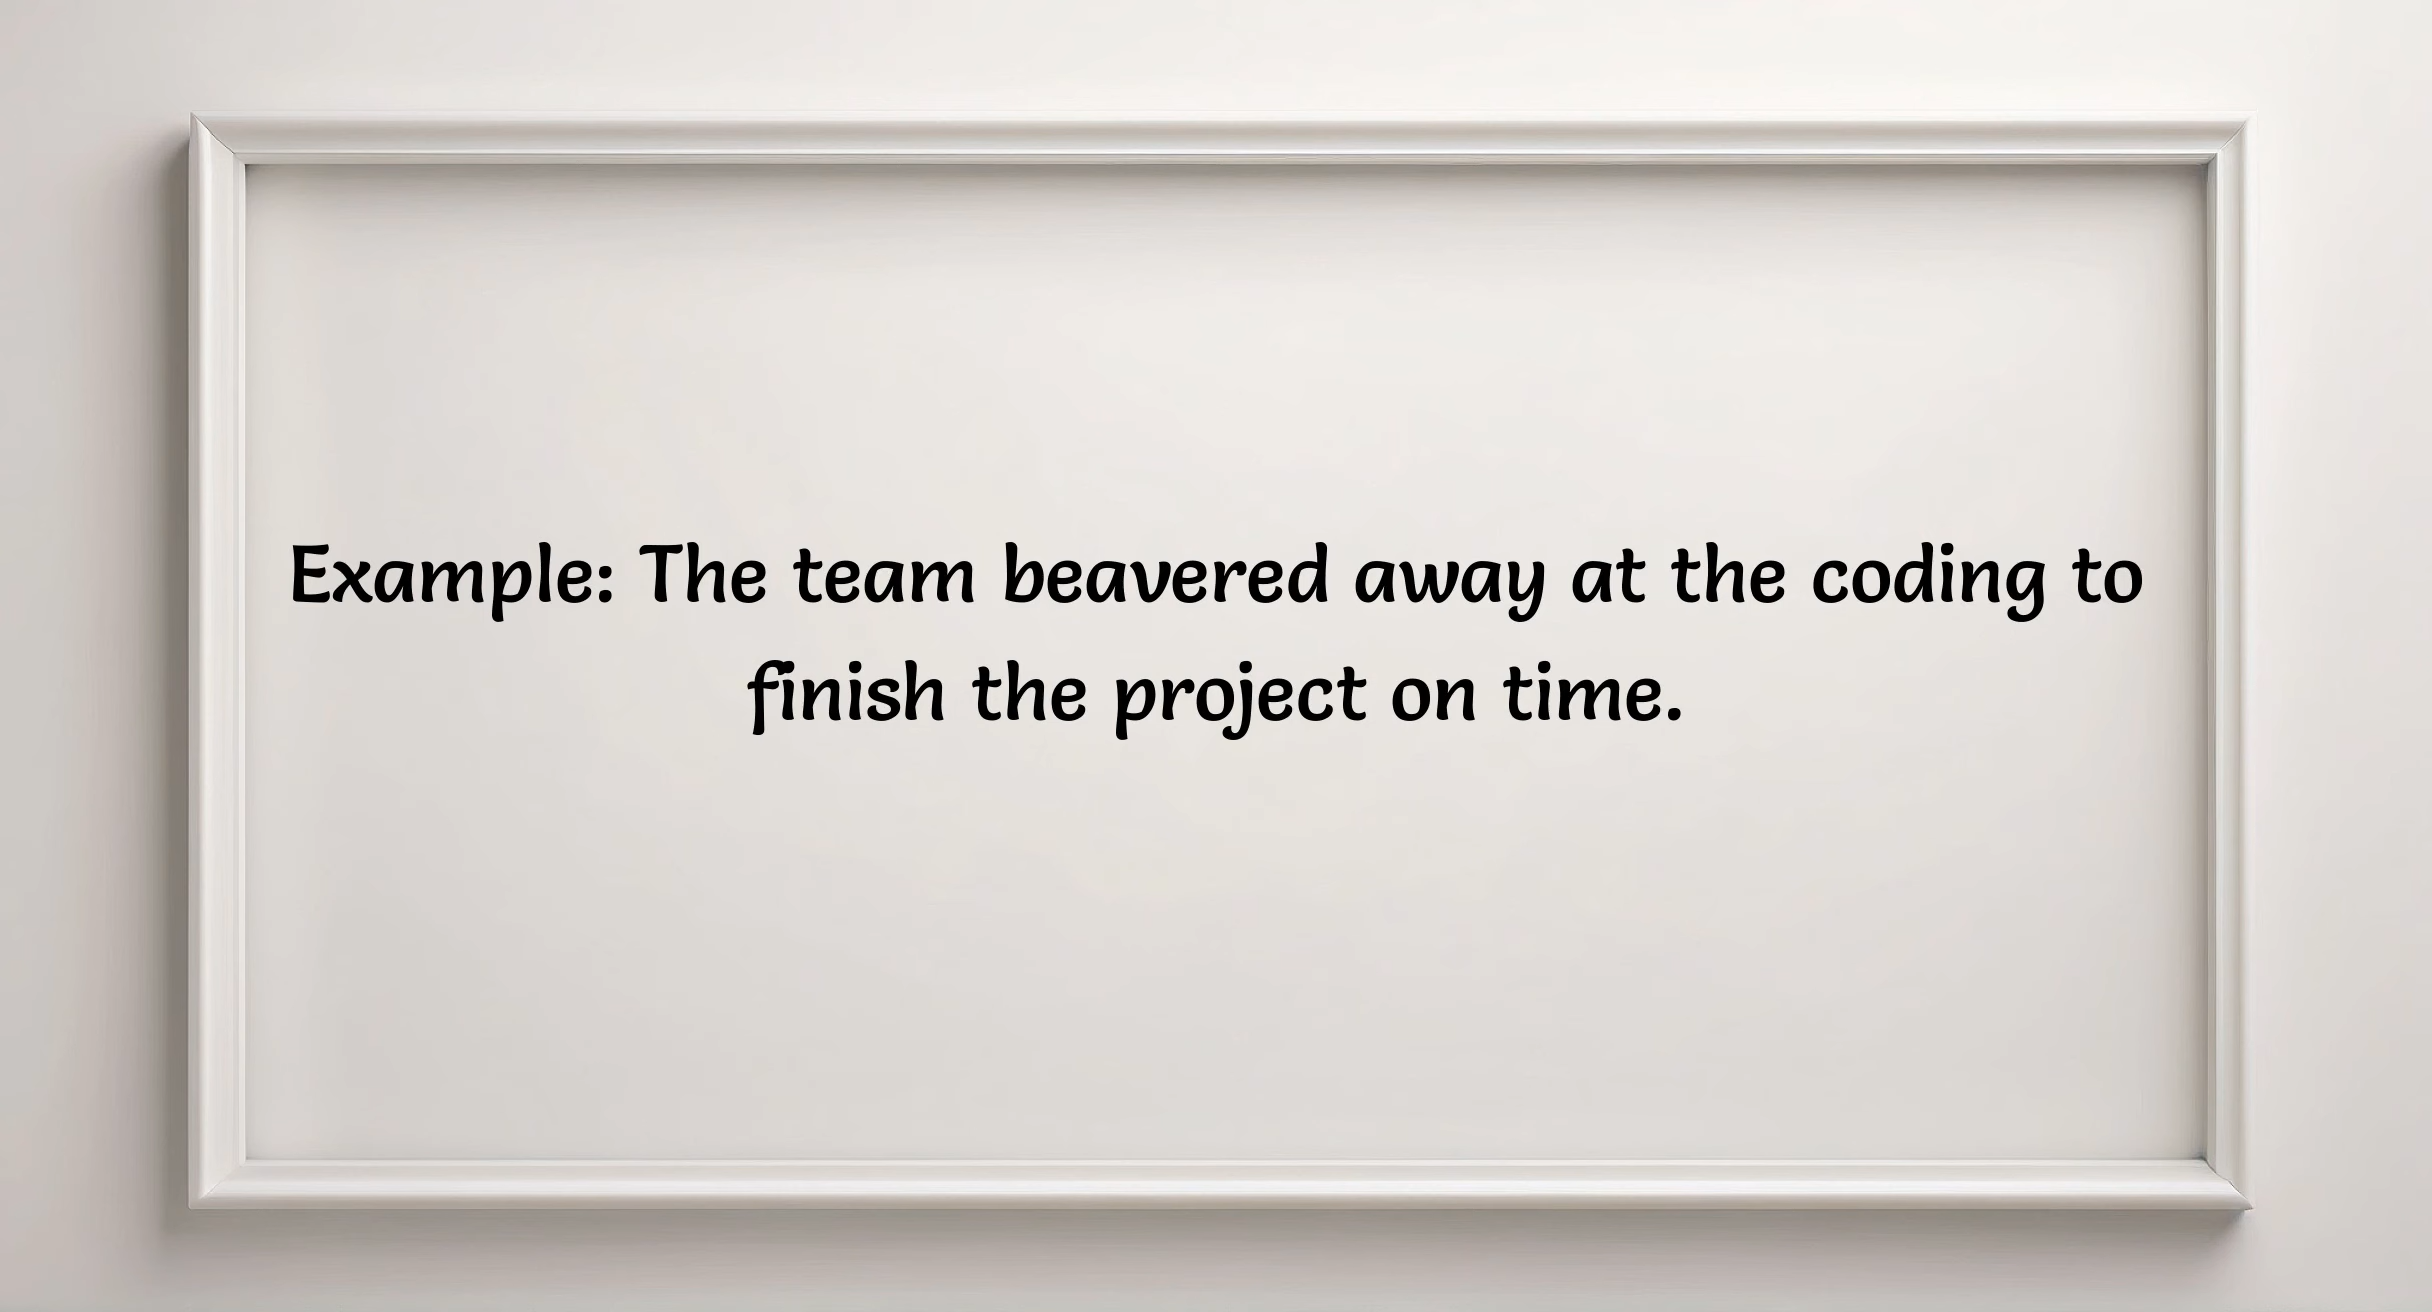 Example: The team beavered away at the coding to
finish the project on time.